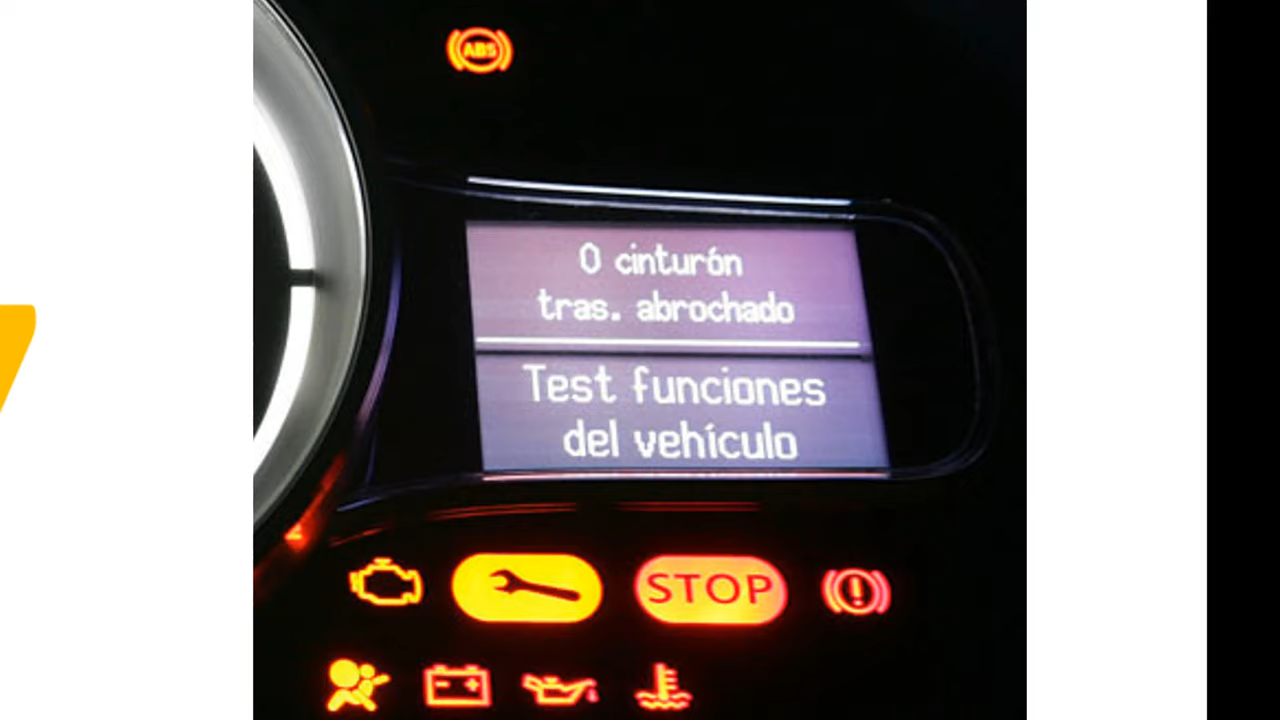 ABS
0 cinturón
tras. abrochado
Test funciones
del vehículo
STOP